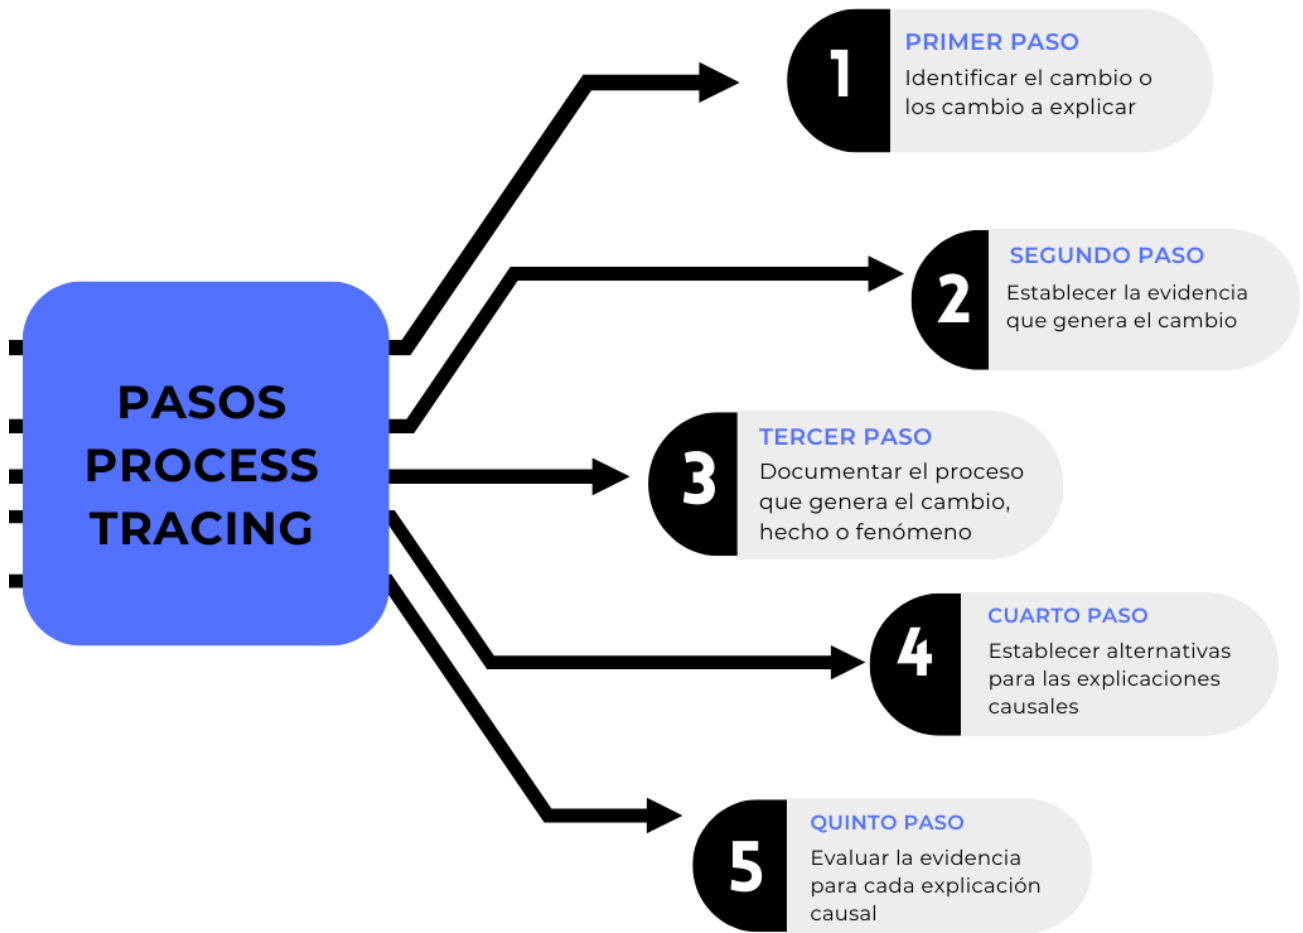 PASOS
PROCESS
TRACING
1
PRIMER PASO
Identificar el cambio o
los cambio a explicar
2
SEGUNDO PASO
Establecer la evidencia
que genera el cambio
3
TERCER PASO
Documentar el proceso
que genera el cambio,
hecho o fenómeno
4
CUARTO PASO
Establecer alternativas
para las explicaciones
causales
5
QUINTO PASO
Evaluar la evidencia
para cada explicación
causal